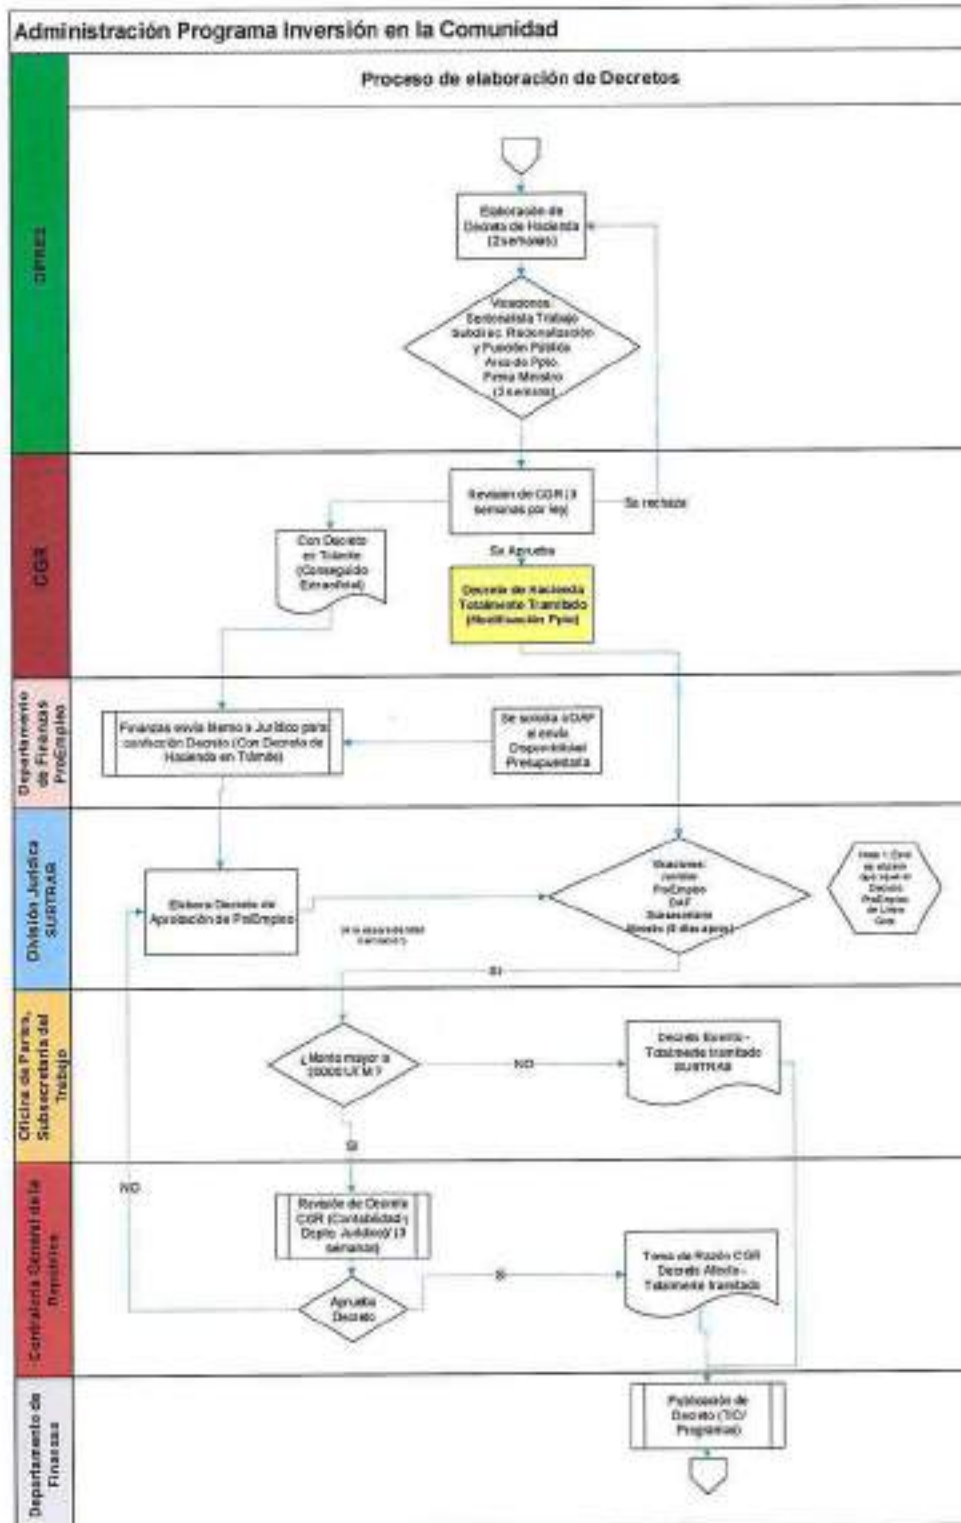 Administración Programa Inversión en la Comunidad
Proceso de elaboración de Decretos
DIPRES
Elaboración de
Decreto de Hacienda
(2 semanas)
Visaciones:
Sectorialista Trabajo
Subdirec. Racionalización
y Función Pública
Area de Ppto.
Firma Ministro
CGR
Revisión de CGR (3
semanas por ley)
Se rechaza
Con Decreto
en Trámite
(Conseguido
Extraoficial)
Se Aprueba
Decreto de Hacienda
Totalmente Tramitado
(Modificación Ppto)
Departamento
de Finanzas
ProEmpleo
Finanzas envía Memo a Jurídico para
confección Decreto (Con Decreto de
Hacienda en Trámite)
Se solicita a DAF
el envía
Disponibilidad
Presupuestaria
División Jurídica
SUBTRAB
Elabora Decreto de
Aprobación de ProEmpleo
Visaciones:
Jurídico
ProEmpleo
DAF
Subsecretario
Ministro
Decreto
ProEmpleo
SI
Oficina de Partes,
Subsecretaría del
Trabajo
¿Monto mayor a
UTM?
NO
Decreto Exento -
Totalmente tramitado
SUBTRAB
SI
Contraloría General de la
República
NO
Revisión de Decreto
CGR (Contabilidad-
Depto. Jurídico)/ (3
semanas)
Aprueba
Decreto
SI
Toma de Razón CGR
Decreto Afecto -
Totalmente tramitado
Departamento de
Finanzas
Publicación de
Decreto (TIC/
Programas)